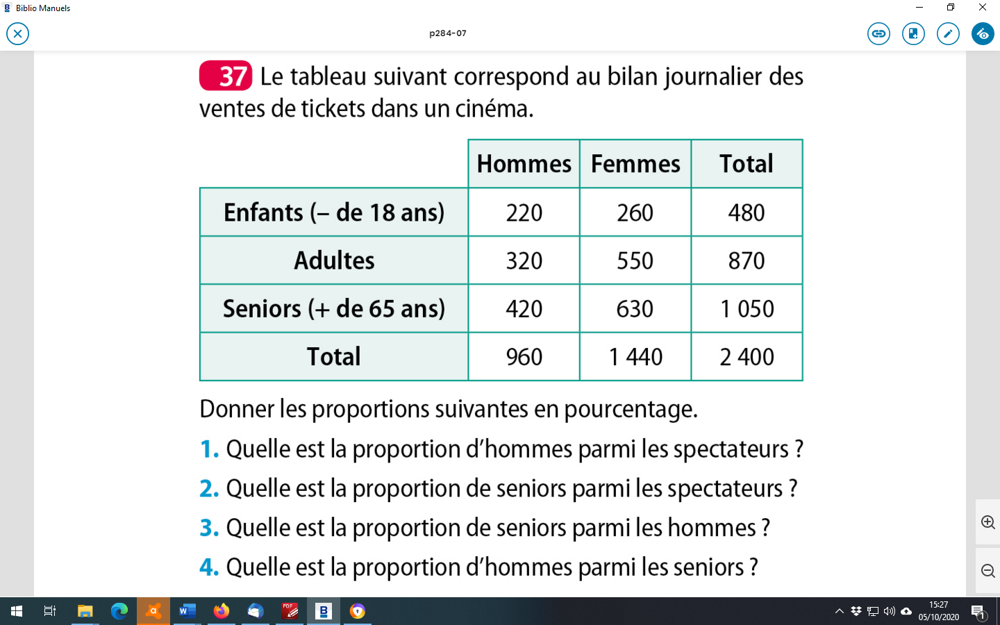 Biblio Manuels
p284-07
37 Le tableau suivant correspond au bilan journalier des
ventes de tickets dans un cinéma.
Hommes Femmes Total
Enfants (– de 18 ans) 220 260 480
Adultes 320 550 870
Seniors (+ de 65 ans) 420 630 1 050
Total 960 1 440 2 400
Donner les proportions suivantes en pourcentage.
1. Quelle est la proportion d’hommes parmi les spectateurs ?
2. Quelle est la proportion de seniors parmi les spectateurs ?
3. Quelle est la proportion de seniors parmi les hommes ?
4. Quelle est la proportion d’hommes parmi les seniors ?
15:27
05/10/2020
1